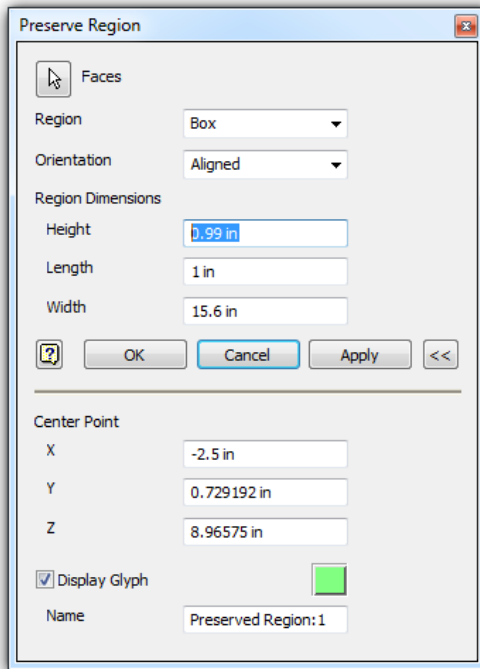 Preserve Region
Faces
Region Box
Orientation Aligned
Region Dimensions
Height 0.99 in
Length 1 in
Width 15.6 in
? OK Cancel Apply <<
Center Point
X -2.5 in
Y 0.729192 in
Z 8.96575 in
Display Glyph
Name Preserved Region:1